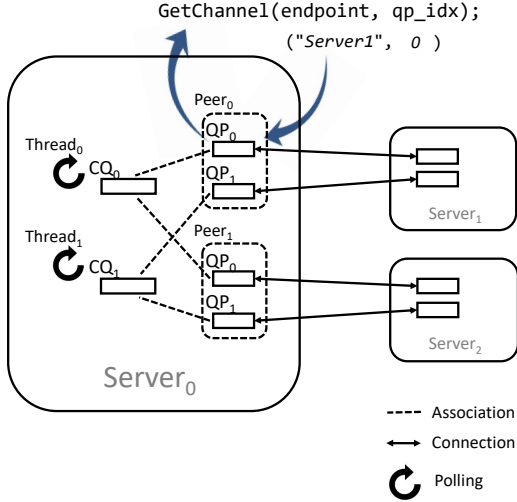 GetChannel(endpoint, qp_idx);
("Server1", 0 )
Peer₀
QP₀
Thread₀
CQ₀
QP₁
Server₁
Peer₁
Thread₁
QP₀
CQ₁
QP₁
Server₂
Server₀
Association
Connection
Polling